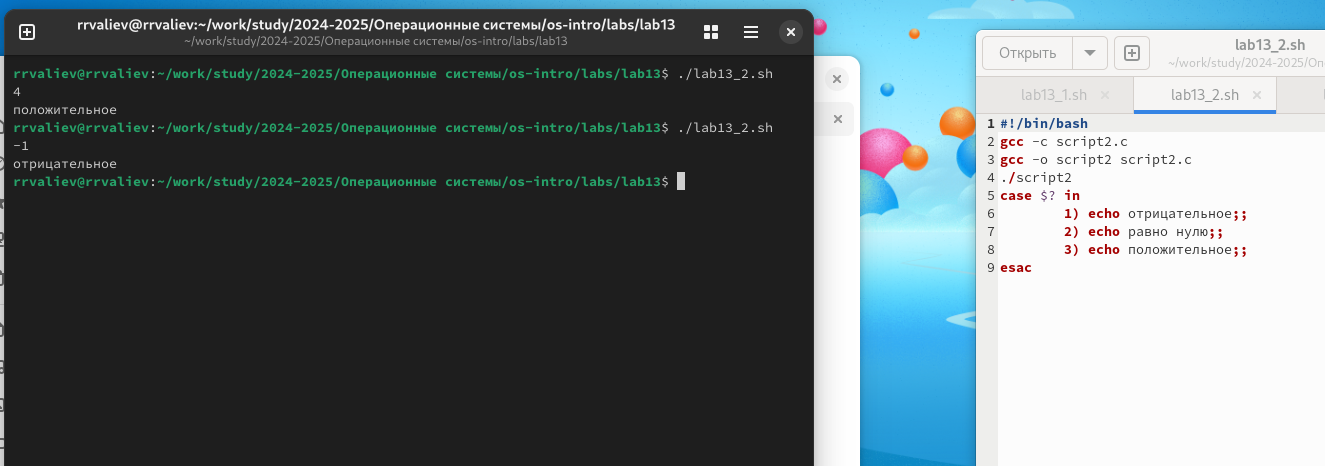 rrvaliev@rrvaliev:~/work/study/2024-2025/Операционные системы/os-intro/labs/lab13
~/work/study/2024-2025/Операционные системы/os-intro/labs/lab13
rrvaliev@rrvaliev:~/work/study/2024-2025/Операционные системы/os-intro/labs/lab13$ ./lab13_2.sh
4
положительное
rrvaliev@rrvaliev:~/work/study/2024-2025/Операционные системы/os-intro/labs/lab13$ ./lab13_2.sh
-1
отрицательное
rrvaliev@rrvaliev:~/work/study/2024-2025/Операционные системы/os-intro/labs/lab13$
Открыть
lab13_2.sh
~/work/study/2024-2025/Оп
lab13_1.sh
lab13_2.sh
1 #!/bin/bash
2 gcc -c script2.c
3 gcc -o script2 script2.c
4 ./script2
5 case $? in
6 1) echo отрицательное;;
7 2) echo равно нулю;;
8 3) echo положительное;;
9 esac